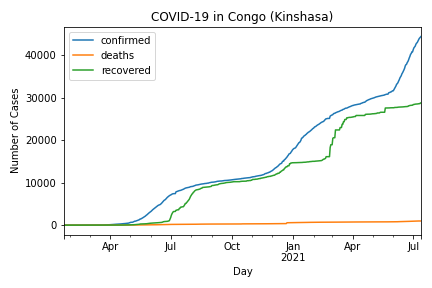 COVID-19 in Congo (Kinshasa)
confirmed
deaths
recovered
Number of Cases
40000
30000
20000
10000
0
Apr Jul Oct Jan Apr Jul
2021
Day